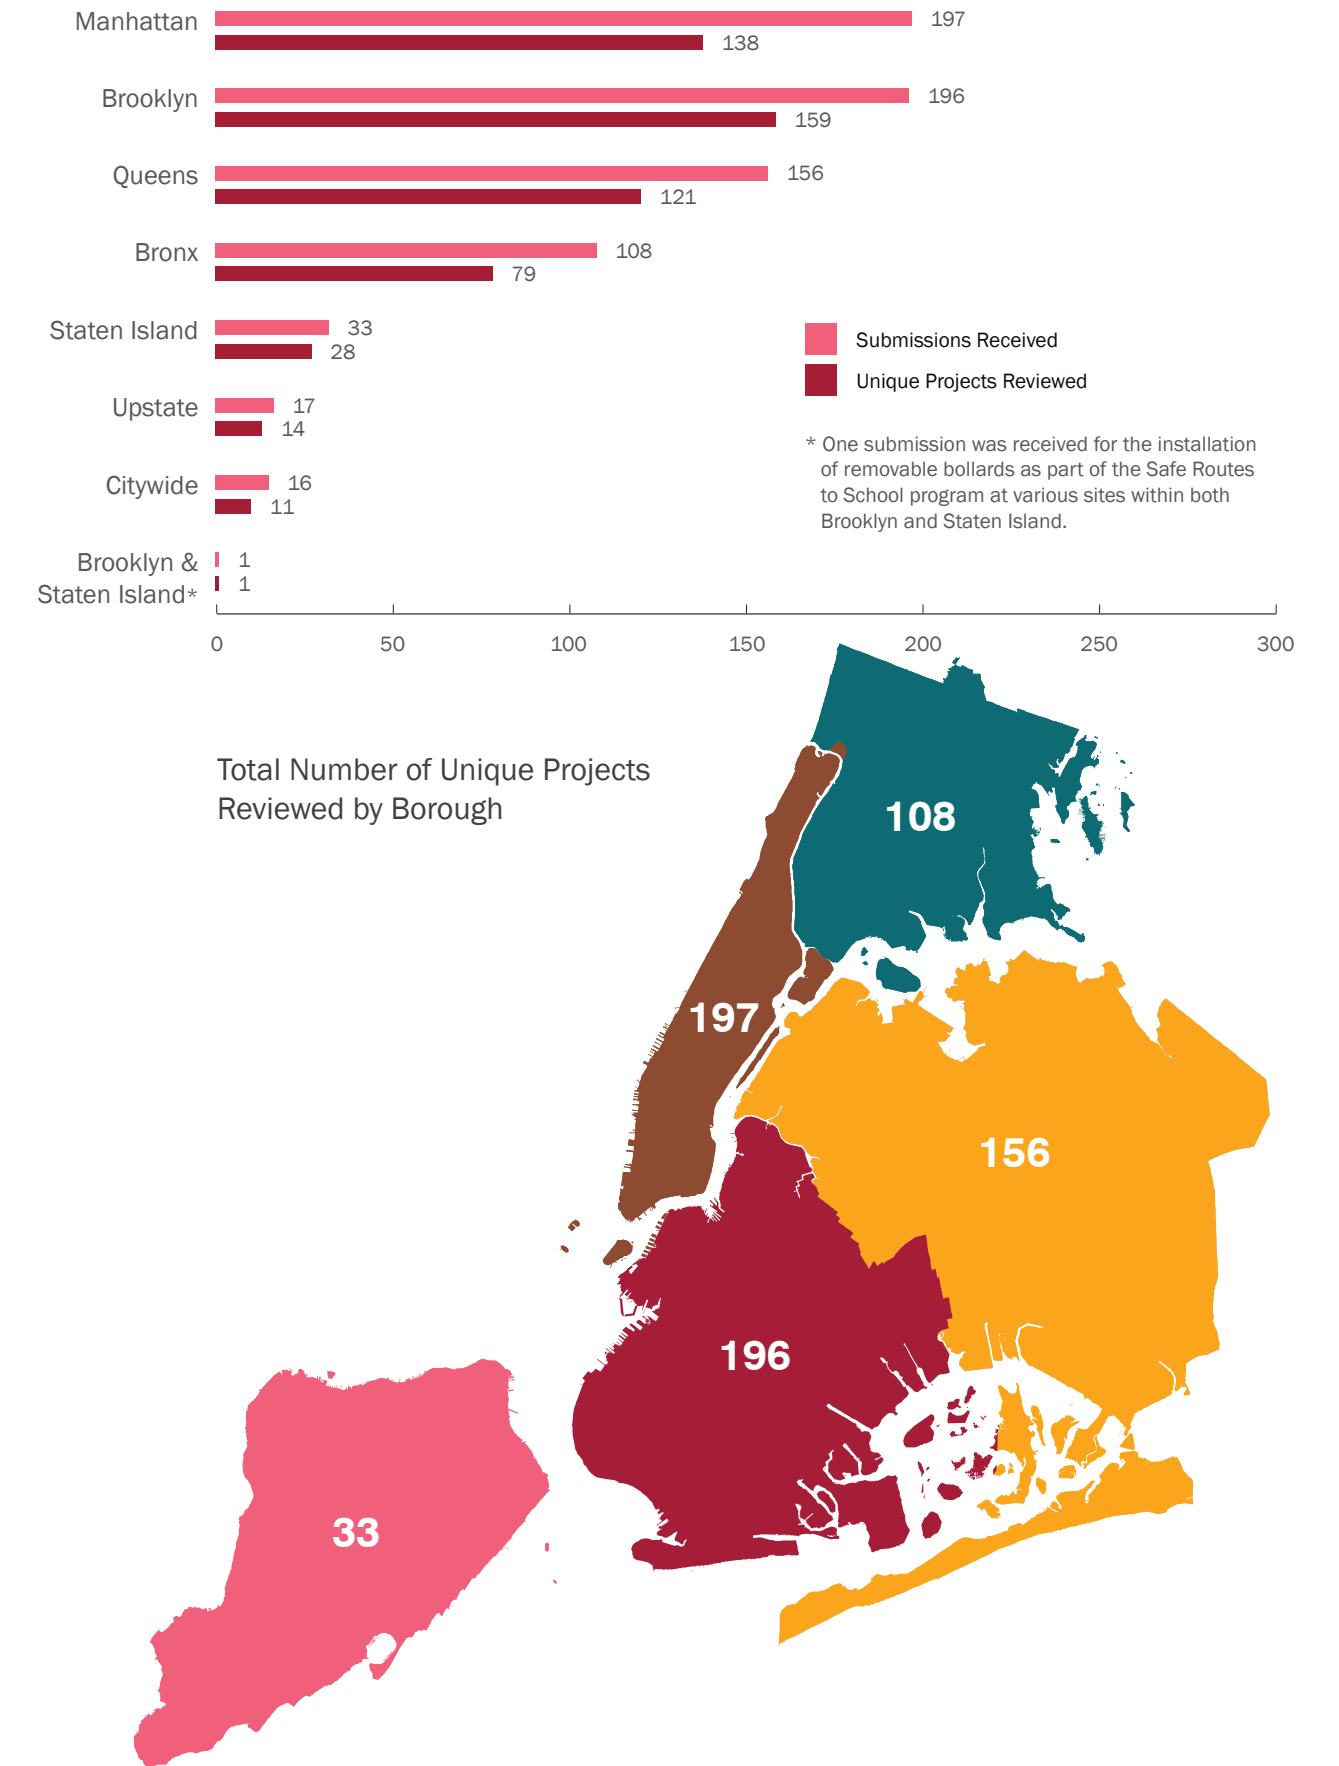 Manhattan
197
138
Brooklyn
196
159
Queens
156
121
Bronx
108
79
Staten Island
33
28
Upstate
17
14
Citywide
16
11
Brooklyn &
Staten Island*
1
1
Submissions Received
Unique Projects Reviewed
* One submission was received for the installation
of removable bollards as part of the Safe Routes
to School program at various sites within both
Brooklyn and Staten Island.
0 50 100 150 200 250 300
Total Number of Unique Projects
Reviewed by Borough
108
197
156
196
33